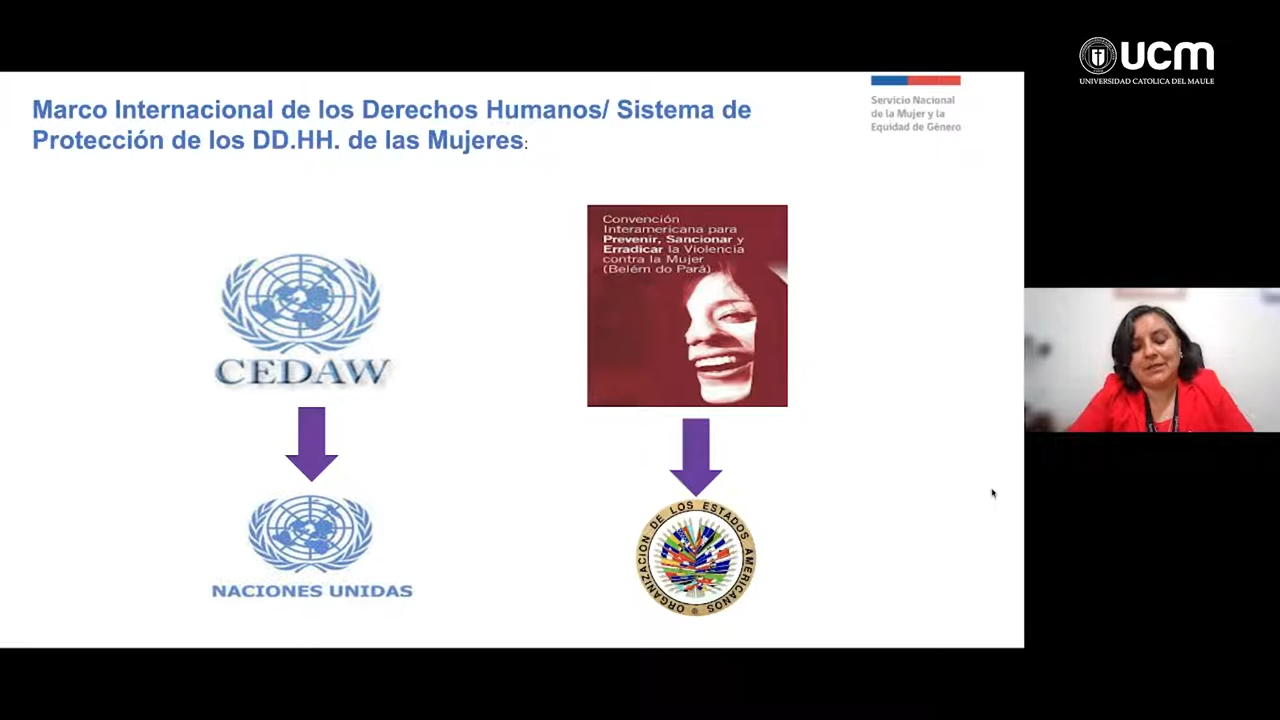 ucm
UNIVERSIDAD CATOLICA DEL MAULE
Marco Internacional de los Derechos Humanos/ Sistema de
Protección de los DD.HH. de las Mujeres:
Servicio Nacional
de la Mujer y la
Equidad de Género
Convención
Interamericana para
Prevenir, Sancionar y
Erradicar la Violencia
contra la Mujer
(Belém do Pará)
CEDAW
NACIONES UNIDAS
ORGANIZACION DE LOS ESTADOS AMERICANOS